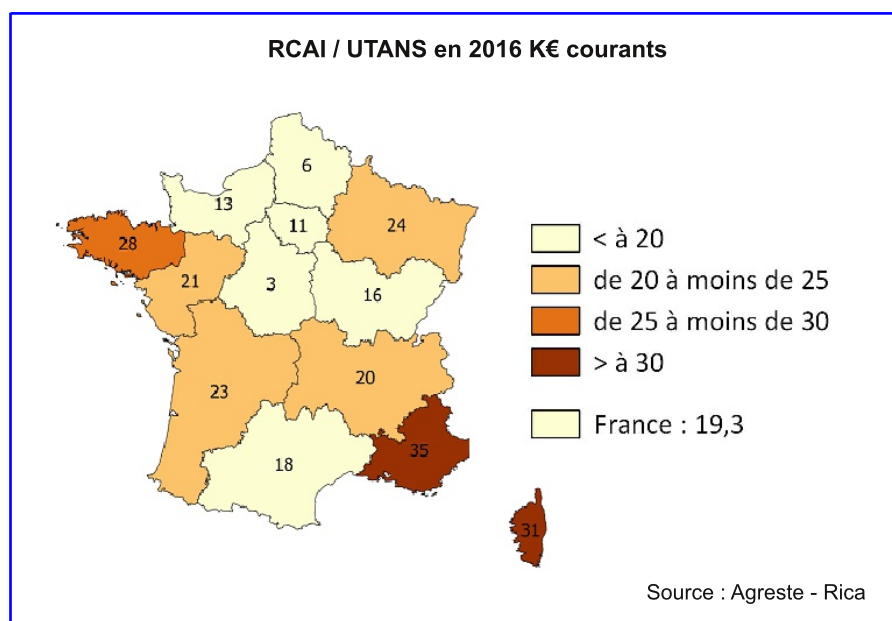 RCAI / UTANS en 2016 K€ courants
6
13
11
24
28
21
3
16
23
20
18
35
31
< à 20
de 20 à moins de 25
de 25 à moins de 30
> à 30
France : 19,3
Source : Agreste - Rica